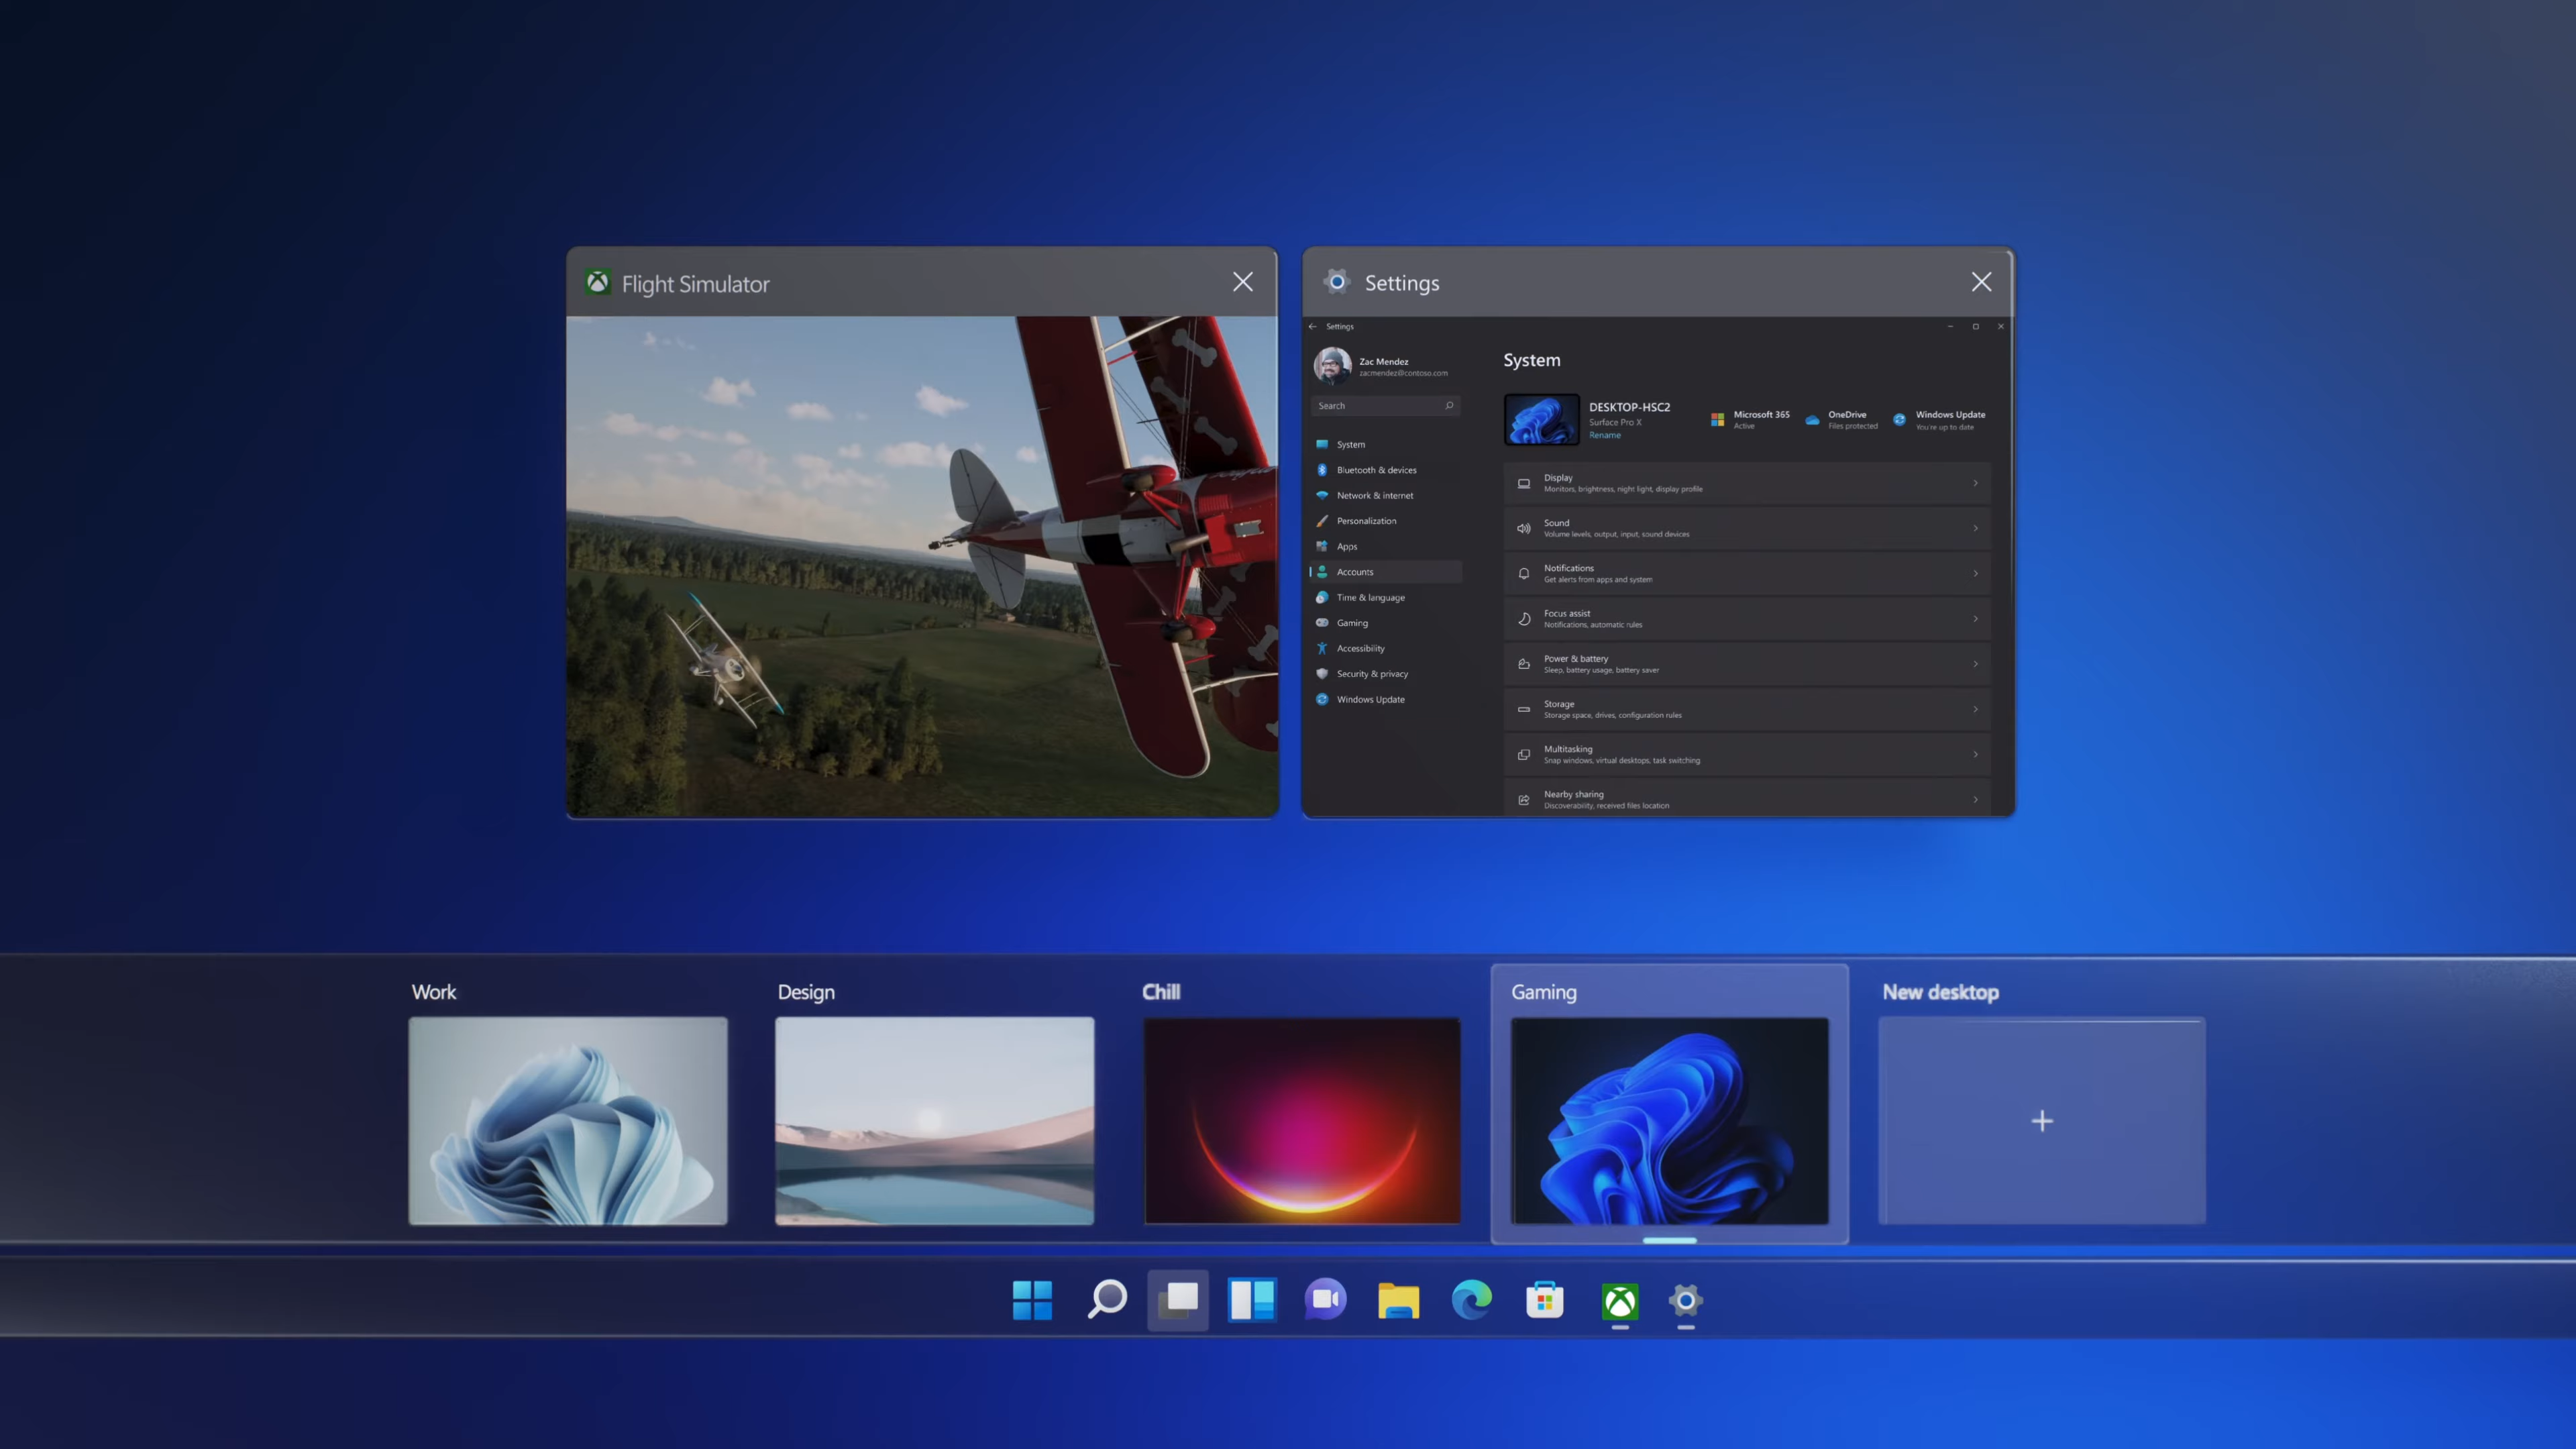 Flight Simulator
Settings
Settings
Zac Mendez
zacmendez@contoso.com
Search
System
Bluetooth & devices
Network & internet
Personalization
Apps
Accounts
Time & language
Gaming
Accessibility
Security & privacy
Windows Update
System
DESKTOP-HSC2
Surface Pro X
Rename
Microsoft 365
Active
OneDrive
Files protected
Windows Update
You're up to date
Display
Monitors, brightness, night light, display profile
Sound
Volume levels, output, input, sound devices
Notifications
Get alerts from apps and system
Focus assist
Notifications, automatic rules
Power & battery
Sleep, battery usage, battery saver
Storage
Storage space, drives, configuration rules
Multitasking
Snap windows, virtual desktops, task switching
Nearby sharing
Discoverability, received files location
Work
Design
Chill
Gaming
New desktop